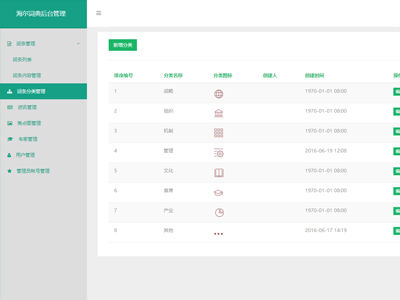 海尔词典后台管理
词条管理
词条列表
词条内容管理
词条分类管理
资讯管理
焦点图管理
专家管理
用户管理
管理员帐号管理
新增分类
排序编号 分类名称 分类图标 创建人 创建时间
1 战略 1970-01-01 08:00
2 组织 1970-01-01 08:00
3 机制 1970-01-01 08:00
4 管理 2016-06-19 12:08
5 文化 1970-01-01 08:00
6 1970-01-01 08:00
7 产业 1970-01-01 08:00
8 其他 2016-06-17 14:19